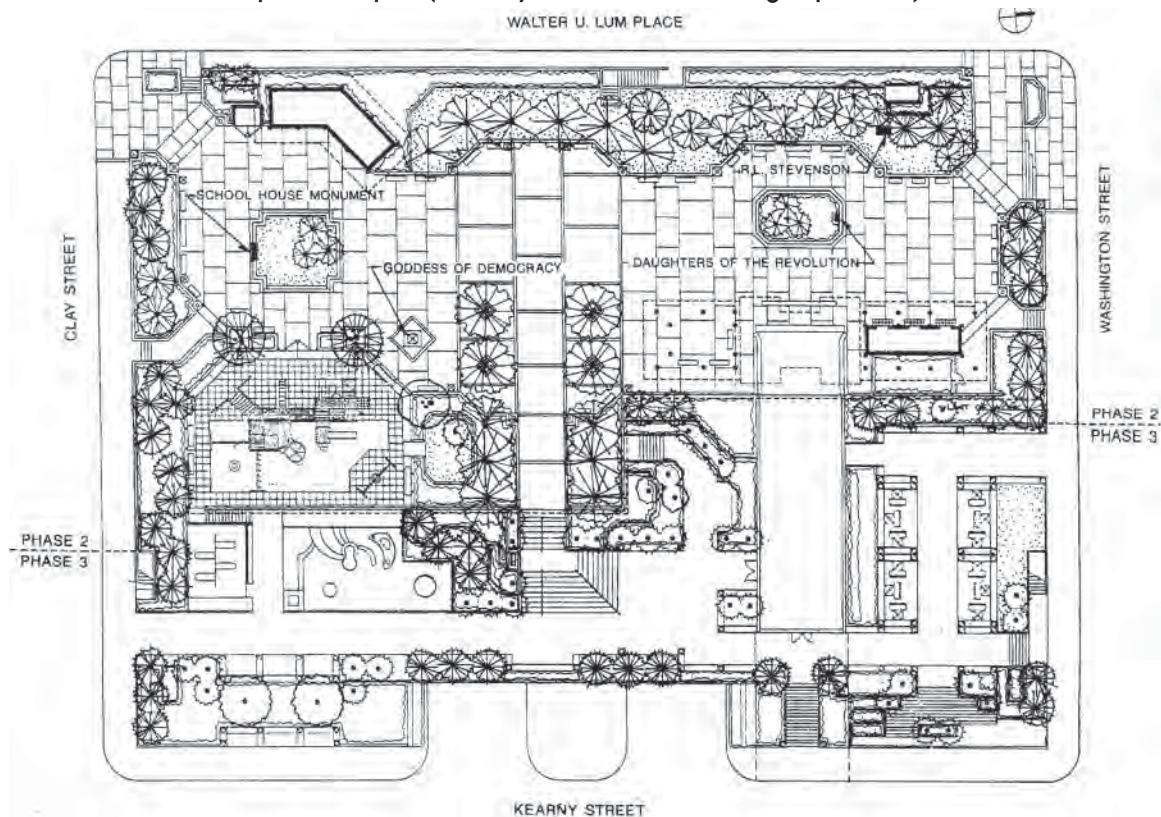 WALTER U. LUM PLACE
R.L. STEVENSON
SCHOOL HOUSE MONUMENT
GODDESS OF DEMOCRACY
DAUGHTERS OF THE REVOLUTION
CLAY STREET
WASHINGTON STREET
PHASE 2
PHASE 3
PHASE 2
PHASE 3
KEARNY STREET